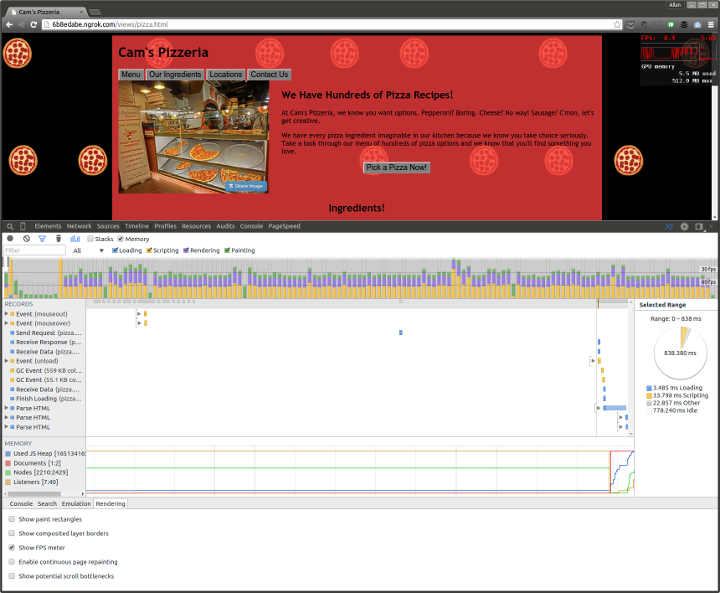 Allan
Cam's Pizzeria
6b8edabe.ngrok.com/views/pizza.html
FPS: 8.4
GPU memory
5.5 MB used
512.0 MB max
Cam's Pizzeria
Menu Our Ingredients Locations Contact Us
We Have Hundreds of Pizza Recipes!
At Cam's Pizzeria, we know you want options. Pepperoni? Boring. Cheese? No way! Sausage? C'mon, let's
get creative.
We have every pizza ingredient imaginable in our kitchen because we know you take choice seriously.
Take a look through our menu of hundreds of pizza options and we know that you'll find something you
love.
Share Image
Pick a Pizza Now!
Ingredients!
Elements Network Sources Timeline Profiles Resources Audits Console PageSpeed
Stacks Memory
Filter All Loading Scripting Rendering Painting
30 fps
60 fps
RECORDS
Event (mouseout)
Event (mouseover)
Send Request (pizza....
Receive Response (p...
Receive Data (pizza....
Event (unload)
GC Event (559 KB col...
GC Event (55.1 KB co...
Receive Data (pizza....
Finish Loading (pizza...
Parse HTML
Parse HTML
Parse HTML
Selected Range
Range: 0 – 838 ms
838.380 ms
3.485 ms Loading
33.798 ms Scripting
22.857 ms Other
778.240 ms Idle
MEMORY
Used JS Heap [16513416:
Documents [1:2]
Nodes [2210:2429]
Listeners [7:40]
Console Search Emulation Rendering
Show paint rectangles
Show composited layer borders
Show FPS meter
Enable continuous page repainting
Show potential scroll bottlenecks